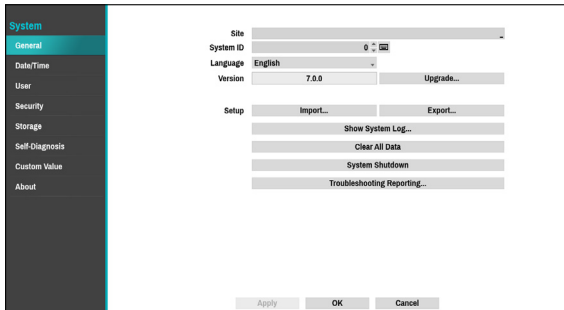 System
General
Date/Time
User
Security
Storage
Self-Diagnosis
Custom Value
About
Site
System ID 0
Language English
Version 7.0.0 Upgrade...
Setup Import... Export...
Show System Log...
Clear All Data
System Shutdown
Troubleshooting Reporting...
Apply OK Cancel